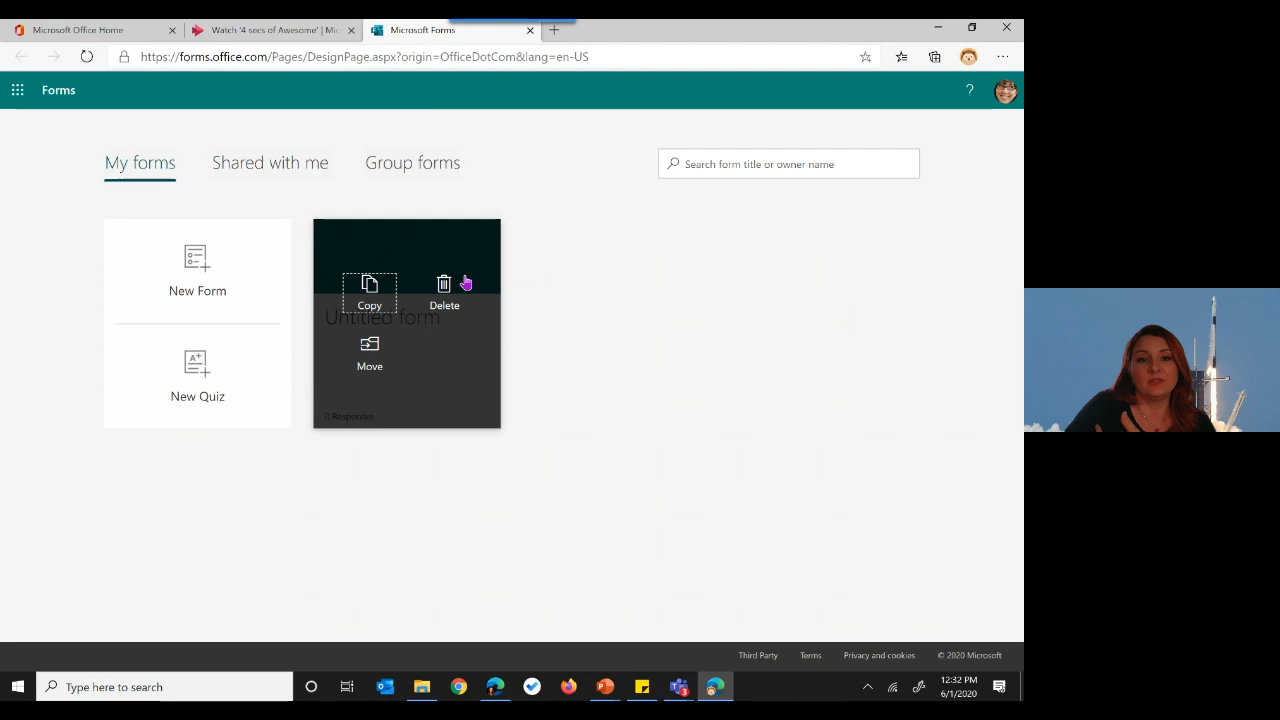 Microsoft Office Home
Watch '4 secs of Awesome' | Mic
Microsoft Forms
https://forms.office.com/Pages/DesignPage.aspx?origin=OfficeDotCom&lang=en-US
Forms
?
My forms
Shared with me
Group forms
Search form title or owner name
New Form
New Quiz
Copy
Delete
Untitled form
Move
0 Responses
Third Party
Terms
Privacy and cookies
© 2020 Microsoft
Type here to search
12:32 PM
6/1/2020